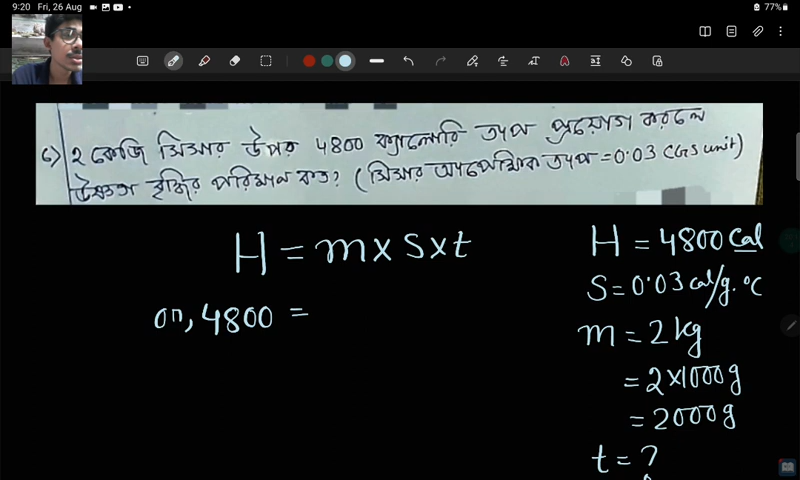 9:20 Fri, 26 Aug
77%
৫) ২ কেজি সিসার উপর 4800 ক্যালোরি তাপ প্রয়োগ করলে
উষ্ণতা বৃদ্ধির পরিমান কত? (সিসার আপেক্ষিক তাপ = 0.03 CGS unit)
H = m x s x t
or, 4800 =
H = 4800 Cal
S = 0.03 cal/g.°C
m = 2 kg
= 2 x 1000 g
= 2000 g
t = ?